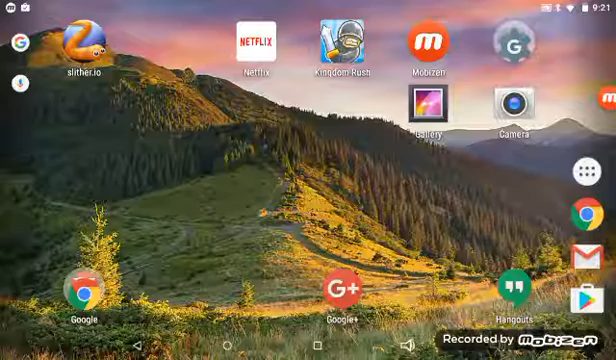 9:21
NETFLIX
G
slither.io
Netflix
Kingdom Rush
Mobizen
Gallery
Camera
G+
Google
Google+
Hangouts
Recorded by mobizen